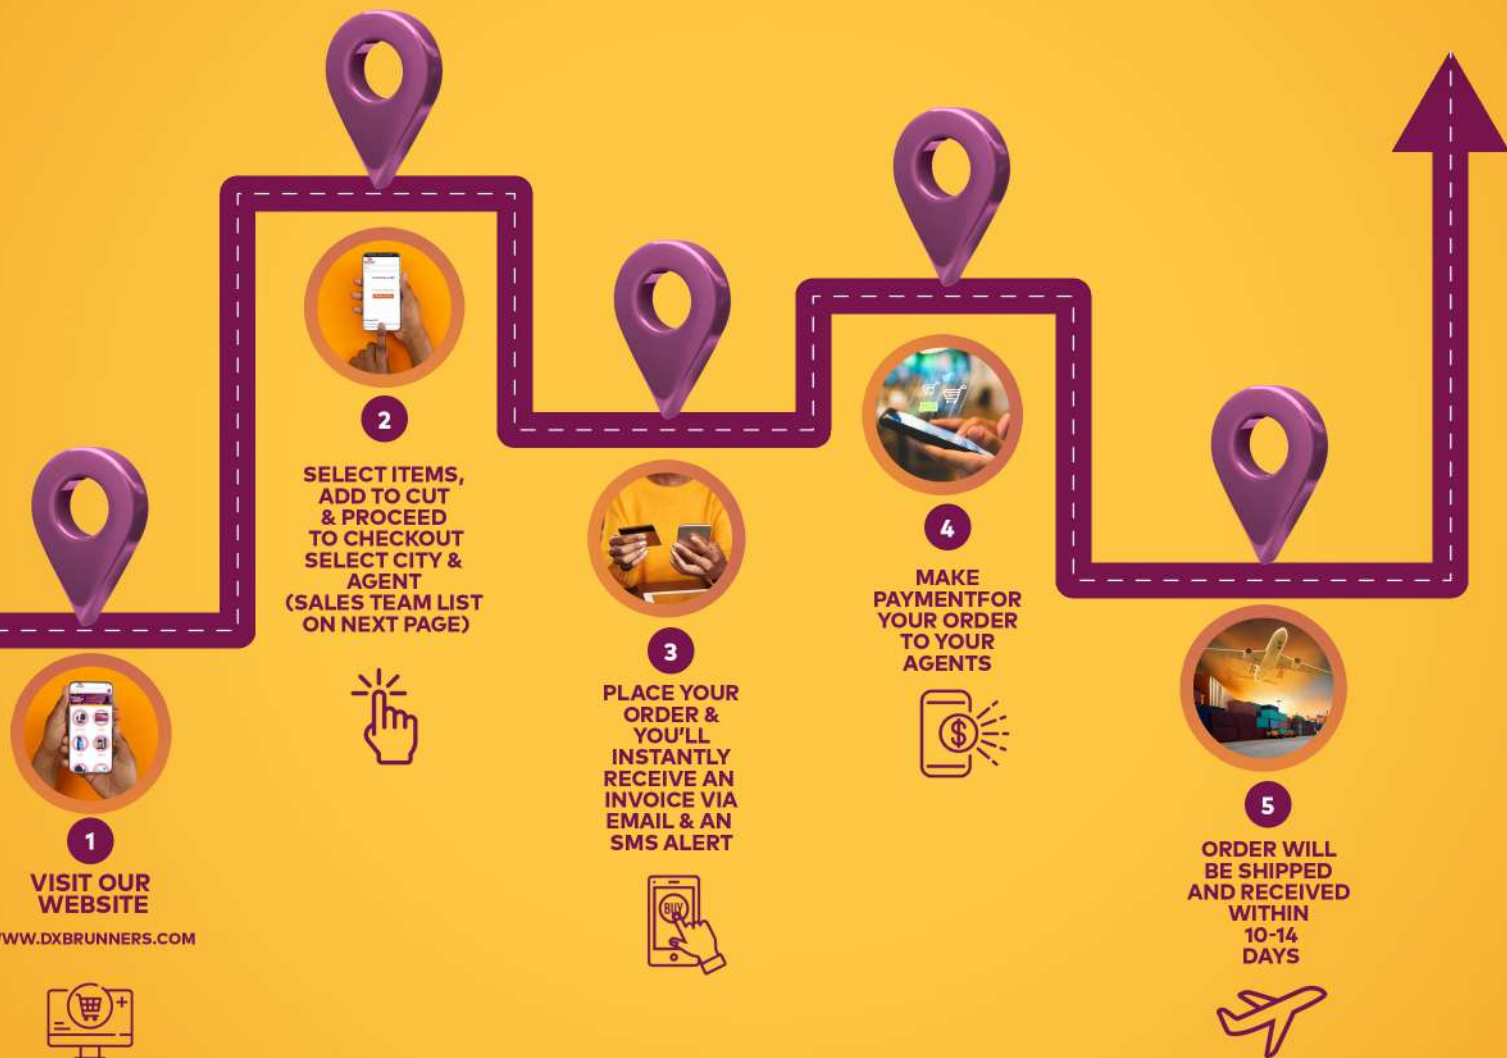 1
VISIT OUR
WEBSITE
WWW.DXBRUNNERS.COM
2
SELECT ITEMS,
ADD TO CUT
& PROCEED
TO CHECKOUT
SELECT CITY &
AGENT
(SALES TEAM LIST
ON NEXT PAGE)
3
PLACE YOUR
ORDER &
YOU'LL
INSTANTLY
RECEIVE AN
INVOICE VIA
EMAIL & AN
SMS ALERT
BUY
4
MAKE
PAYMENTFOR
YOUR ORDER
TO YOUR
AGENTS
$
5
ORDER WILL
BE SHIPPED
AND RECEIVED
WITHIN
10-14
DAYS